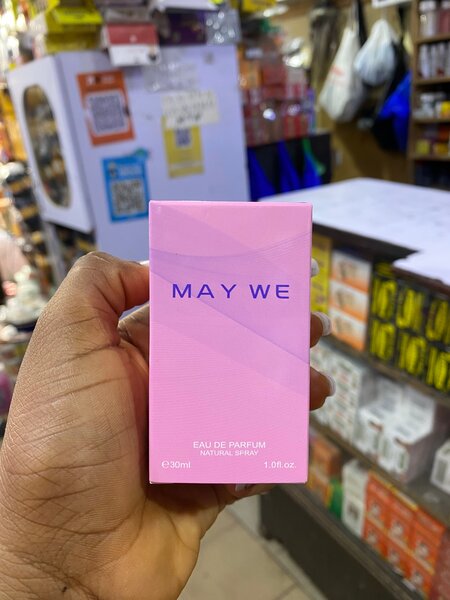 MAY WE
EAU DE PARFUM
NATURAL SPRAY
℮30ml 1.0fl.oz.